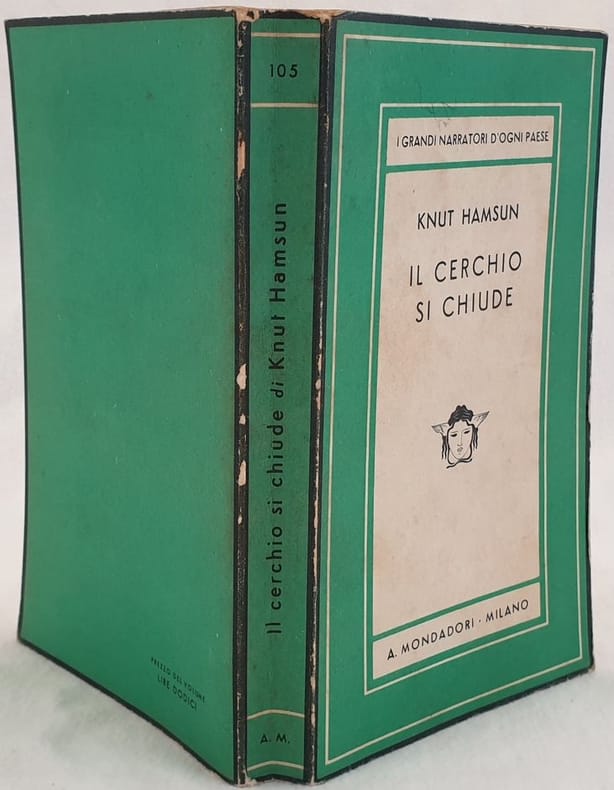 PREZZO DEL VOLUME
LIRE DODICI
105
Il cerchio si chiude di Knut Hamsun
A. M.
I GRANDI NARRATORI D'OGNI PAESE
KNUT HAMSUN
IL CERCHIO
SI CHIUDE
A. MONDADORI · MILANO